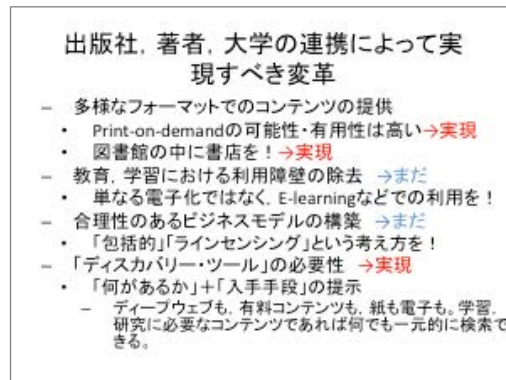 出版社，著者，大学の連携によって実
現すべき変革
– 多様なフォーマットでのコンテンツの提供
• Print-on-demandの可能性・有用性は高い→実現
• 図書館の中に書店を！→実現
– 教育，学習における利用障壁の除去 →まだ
• 単なる電子化ではなく，E-learningなどでの利用を！
– 合理性のあるビジネスモデルの構築 →まだ
• 「包括的」「ラインセンシング」という考え方を！
– 「ディスカバリー・ツール」の必要性 →実現
• 「何があるか」＋「入手手段」の提示
– ディープウェブも，有料コンテンツも，紙も電子も。学習，
研究に必要なコンテンツであれば何でも一元的に検索で
きる。